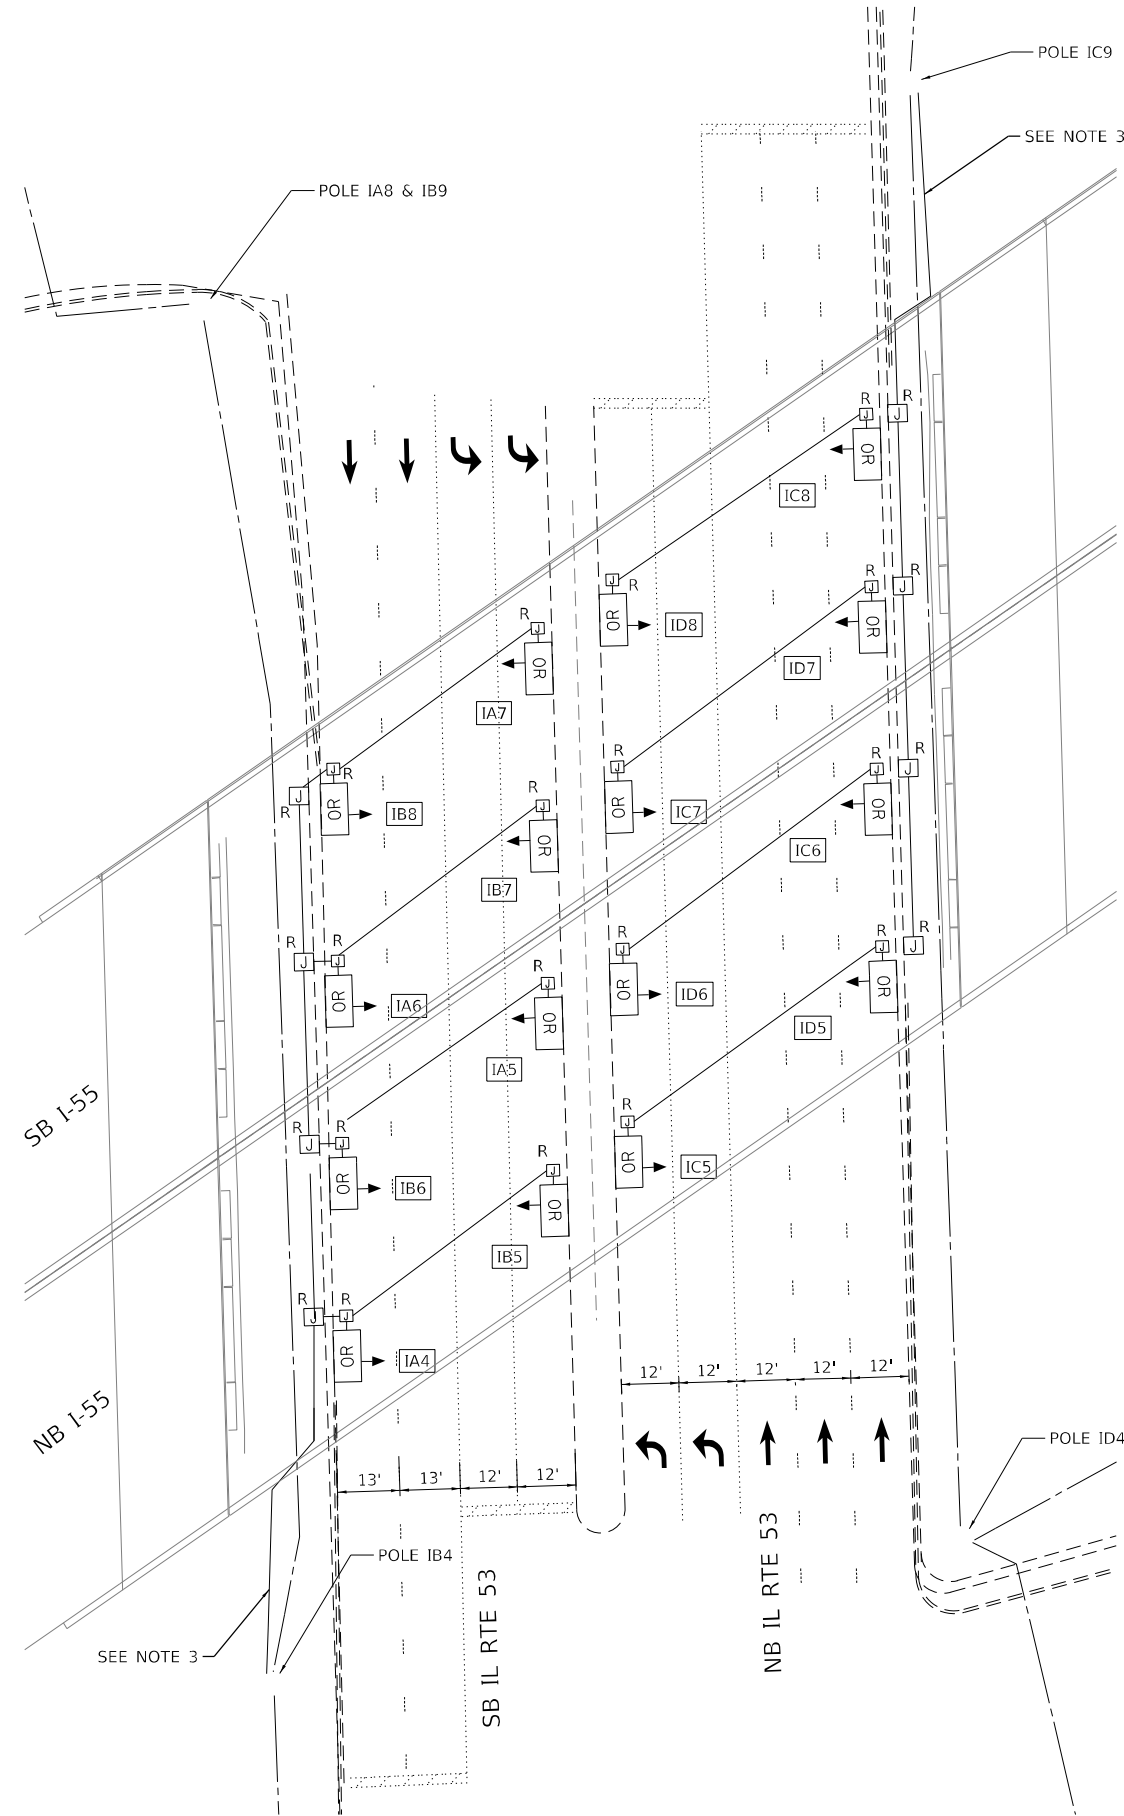 POLE IC9
SEE NOTE 3
POLE IA8 & IB9
R
R
J
J
OR
IC8
R
R
J
J
OR
J
R
OR
ID8
R
J
OR
ID7
IA7
R
J
R
J
OR
IB8
J
R
J
OR
IC7
R
R
J
J
OR
IC6
R
J
OR
IB7
R
R
J
J
OR
IA6
R
J
OR
ID6
R
R
J
J
OR
ID5
R
J
OR
IA5
SB I-55
R
R
J
J
OR
IB6
R
J
OR
IC5
R
J
OR
IB5
R
R
J
J
OR
IA4
12' 12' 12' 12' 12'
NB I-55
POLE ID4
13' 13' 12' 12'
POLE IB4
SB IL RTE 53
NB IL RTE 53
SEE NOTE 3